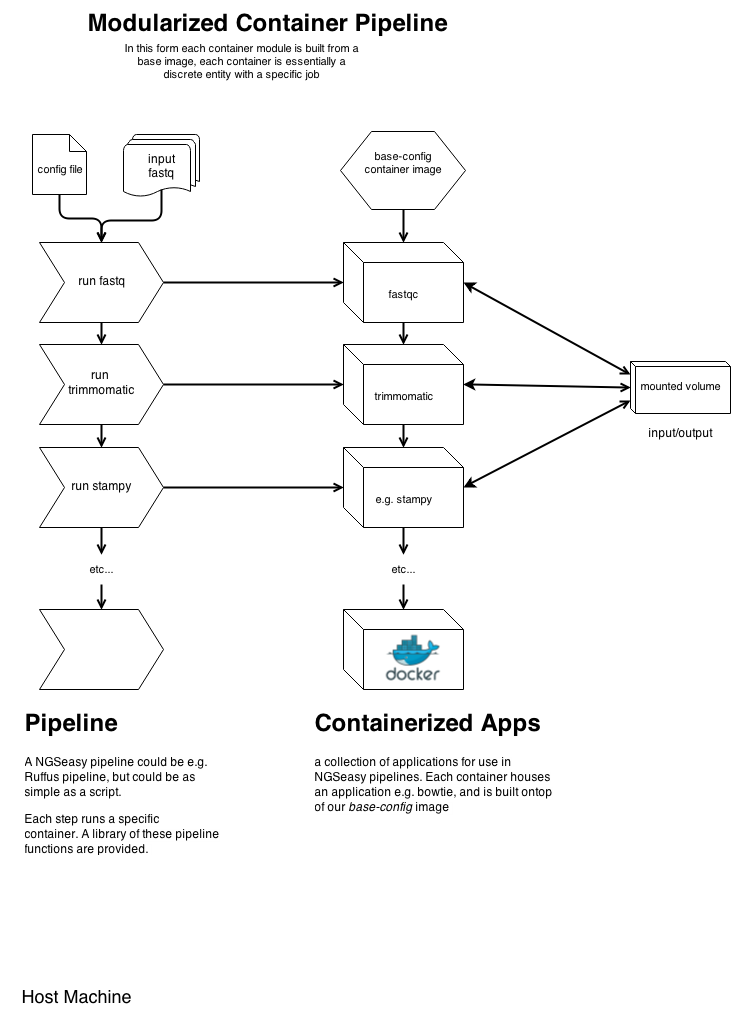 Modularized Container Pipeline
In this form each container module is built from a
base image, each container is essentially a
discrete entity with a specific job
config file
input
fastq
base-config
container image
run fastq
fastqc
run
trimmomatic
trimmomatic
mounted volume
input/output
run stampy
e.g. stampy
etc...
etc...
docker
Pipeline
A NGSeasy pipeline could be e.g.
Ruffus pipeline, but could be as
simple as a script.
Each step runs a specific
container. A library of these pipeline
functions are provided.
Containerized Apps
a collection of applications for use in
NGSeasy pipelines. Each container houses
an application e.g. bowtie, and is built ontop
of our base-config image
Host Machine